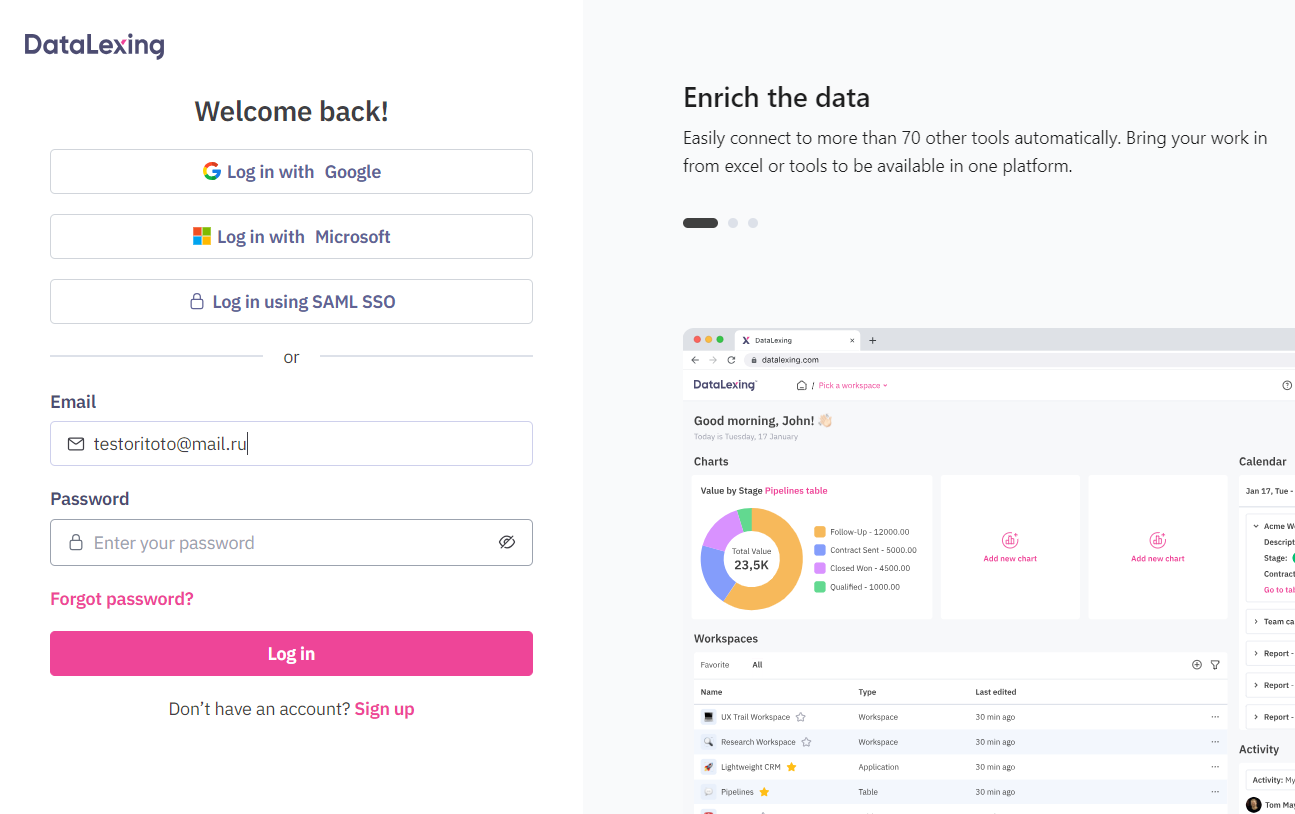 DataLexing
Welcome back!
Log in with Google
Log in with Microsoft
Log in using SAML SSO
or
Email
testoritoto@mail.ru
Password
Enter your password
Forgot password?
Log in
Don’t have an account? Sign up
Enrich the data
Easily connect to more than 70 other tools automatically. Bring your work in
from excel or tools to be available in one platform.
DataLexing
datalexing.com
DataLexing
/ Pick a workspace
Good morning, John!
Today is Tuesday, 17 January
Charts
Value by Stage Pipelines table
Total Value
23,5K
Follow-Up - 12000.00
Contract Sent - 5000.00
Closed Won - 4500.00
Qualified - 1000.00
Add new chart
Add new chart
Workspaces
Favorite All
Name Type Last edited
UX Trail Workspace Workspace 30 min ago
Research Workspace Workspace 30 min ago
Lightweight CRM Application 30 min ago
Pipelines Table 30 min ago
Calendar
Jan 17, Tue -
Acme W
Descript
Stage:
Contract
Go to tal
Team ca
Report -
Report -
Report -
Activity
Activity: My
Tom May